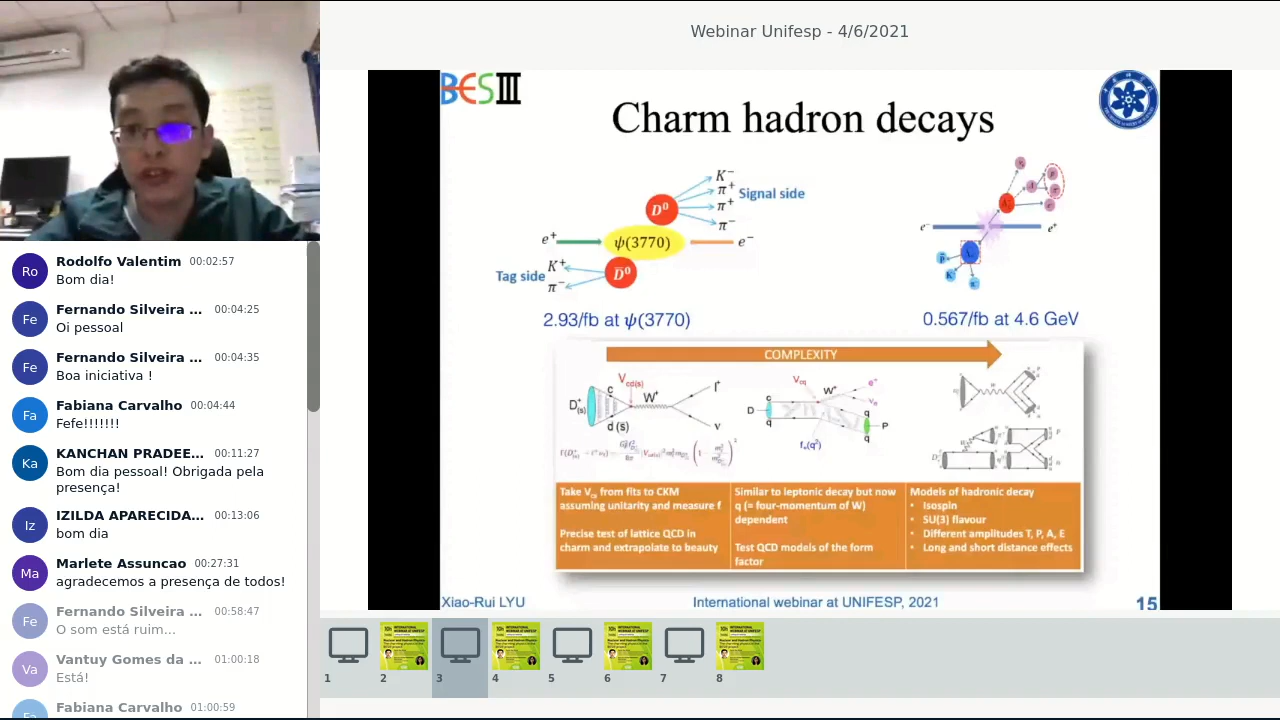 Webinar Unifesp - 4/6/2021
BESIII
Charm hadron decays
K⁻
π⁺
π⁺
π⁻
Signal side
D⁰
e⁺
ψ(3770)
e⁻
Tag side
K⁺
π⁻
D̅⁰
e⁻
e⁺
2.93/fb at ψ(3770)
0.567/fb at 4.6 GeV
COMPLEXITY
D⁺(s)
c
V_cd(s)
W⁺
l⁺
d (s)
ν
D
c
q
V_cq
W⁺
e⁺
q
q
P
Take V_cs from fits to CKM
assuming unitarity and measure f
Precise test of lattice QCD in
charm and extrapolate to beauty
Similar to leptonic decay but now
q (= four-momentum of W)
dependent
Test QCD models of the form
factor
Models of hadronic decay
• Isospin
• SU(3) flavour
• Different amplitudes T, P, A, E
• Long and short distance effects
Xiao-Rui LYU
International webinar at UNIFESP, 2021
15
Ro
Rodolfo Valentim 00:02:57
Bom dia!
Fe
Fernando Silveira ... 00:04:25
Oi pessoal
Fe
Fernando Silveira ... 00:04:35
Boa iniciativa !
Fa
Fabiana Carvalho 00:04:44
Fefe!!!!!!!
Ka
KANCHAN PRADEE... 00:11:27
Bom dia pessoal! Obrigada pela
presença!
Iz
IZILDA APARECIDA... 00:13:06
bom dia
Ma
Marlete Assuncao 00:27:31
agradecemos a presença de todos!
Fe
Fernando Silveira ... 00:58:47
O som está ruim...
Va
Vantuy Gomes da ... 01:00:18
Está!
Fa
Fabiana Carvalho 01:00:59
1
2
3
4
5
6
7
8